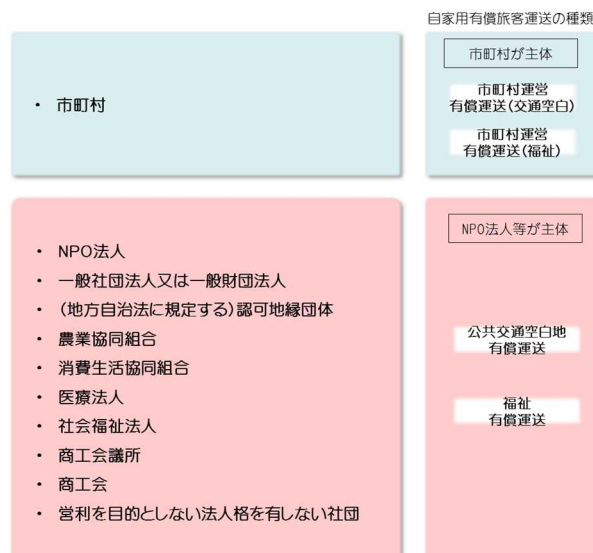 自家用有償旅客運送の種類
・ 市町村
市町村が主体
市町村運営
有償運送(交通空白)
市町村運営
有償運送(福祉)
・ NPO法人
・ 一般社団法人又は一般財団法人
・ (地方自治法に規定する)認可地縁団体
・ 農業協同組合
・ 消費生活協同組合
・ 医療法人
・ 社会福祉法人
・ 商工会議所
・ 商工会
・ 営利を目的としない法人格を有しない社団
NPO法人等が主体
公共交通空白地
有償運送
福祉
有償運送